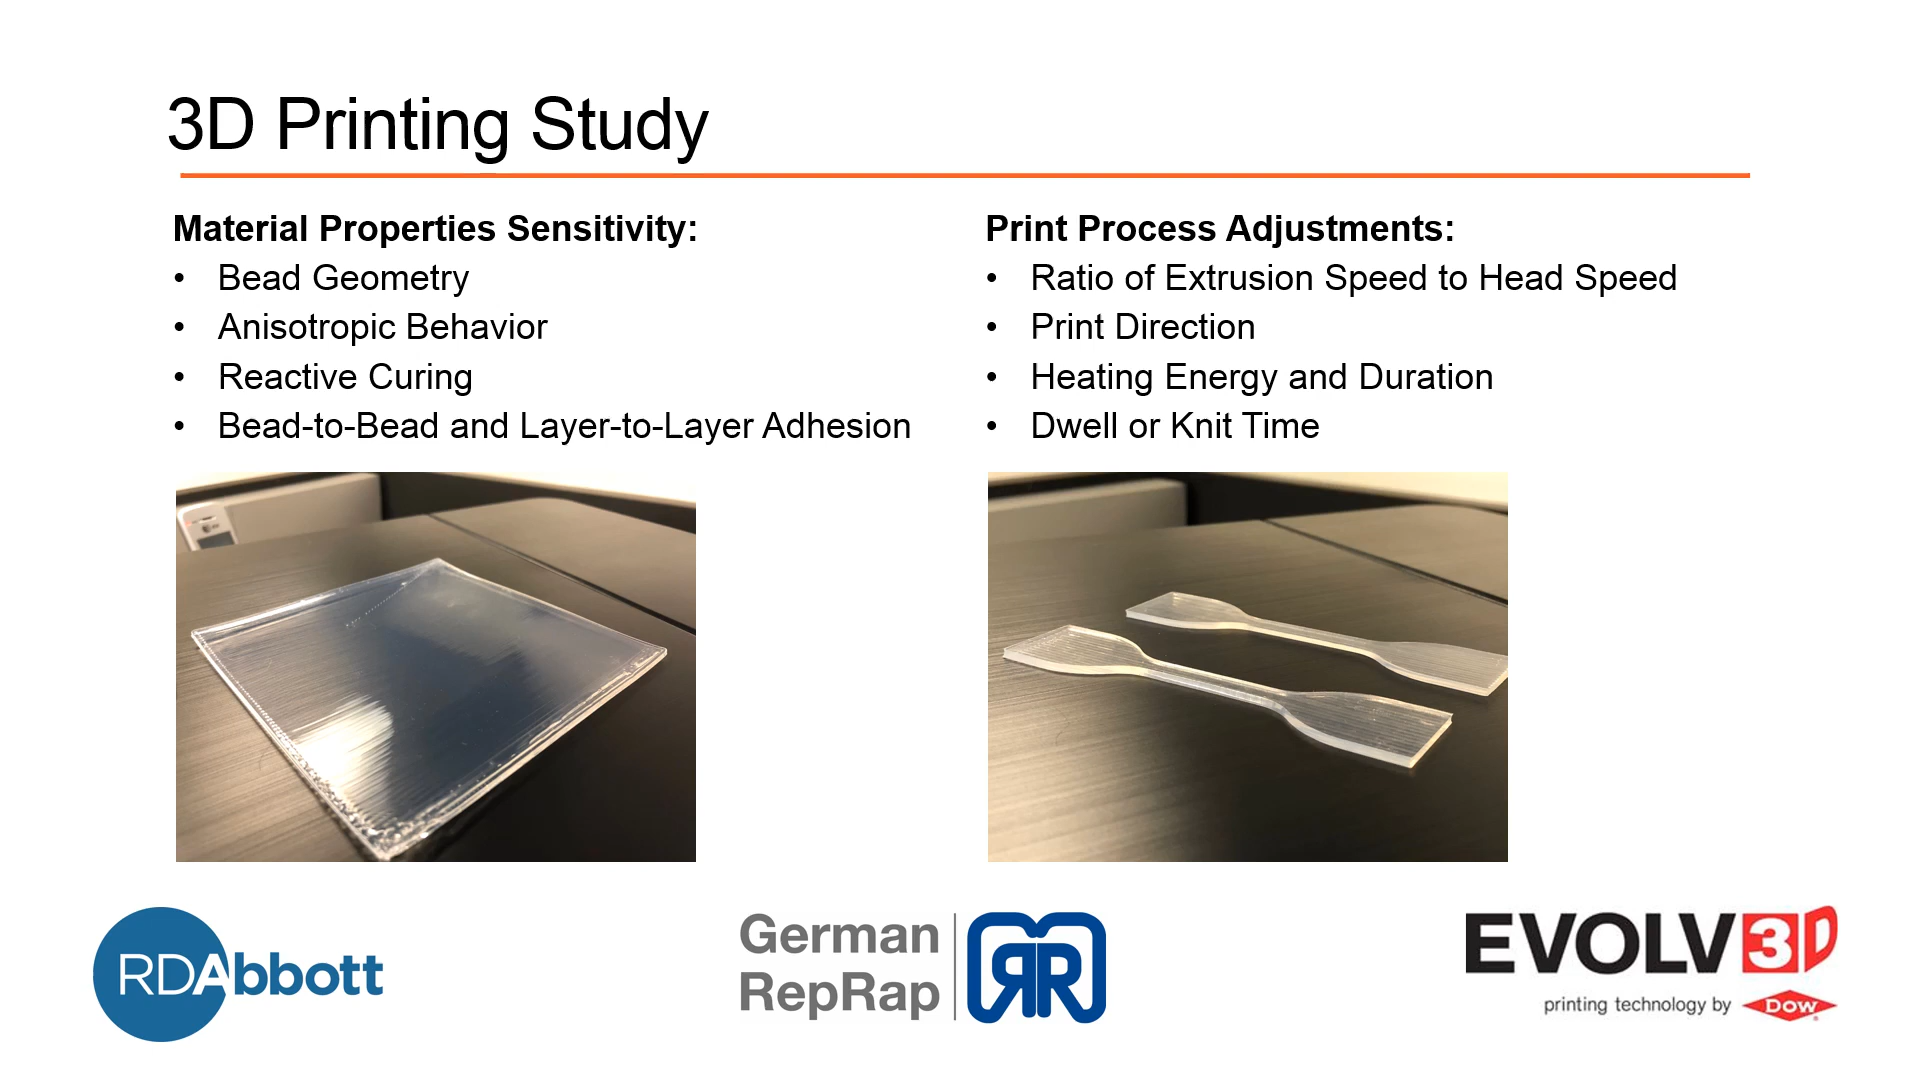 3D Printing Study
Material Properties Sensitivity:
• Bead Geometry
• Anisotropic Behavior
• Reactive Curing
• Bead-to-Bead and Layer-to-Layer Adhesion
Print Process Adjustments:
• Ratio of Extrusion Speed to Head Speed
• Print Direction
• Heating Energy and Duration
• Dwell or Knit Time
RDAbbott
German
RepRap
RR
EVOLV3D
printing technology by DOW®